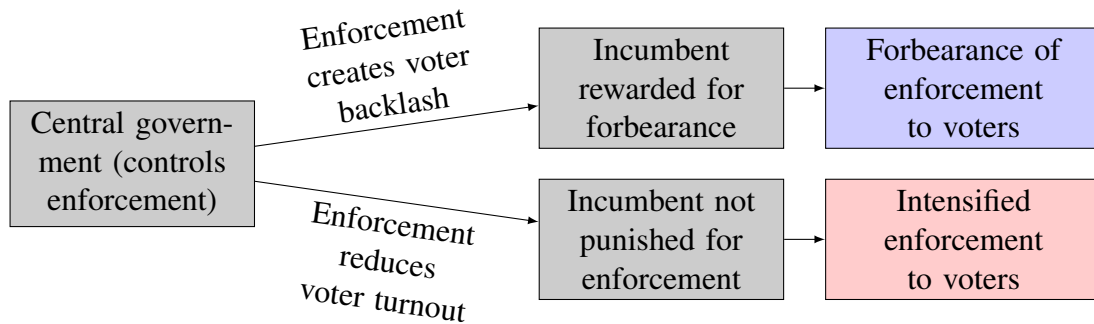 Central govern-
ment (controls
enforcement)
Enforcement
creates voter
backlash
Incumbent
rewarded for
forbearance
Forbearance of
enforcement
to voters
Enforcement
reduces
voter turnout
Incumbent not
punished for
enforcement
Intensified
enforcement
to voters